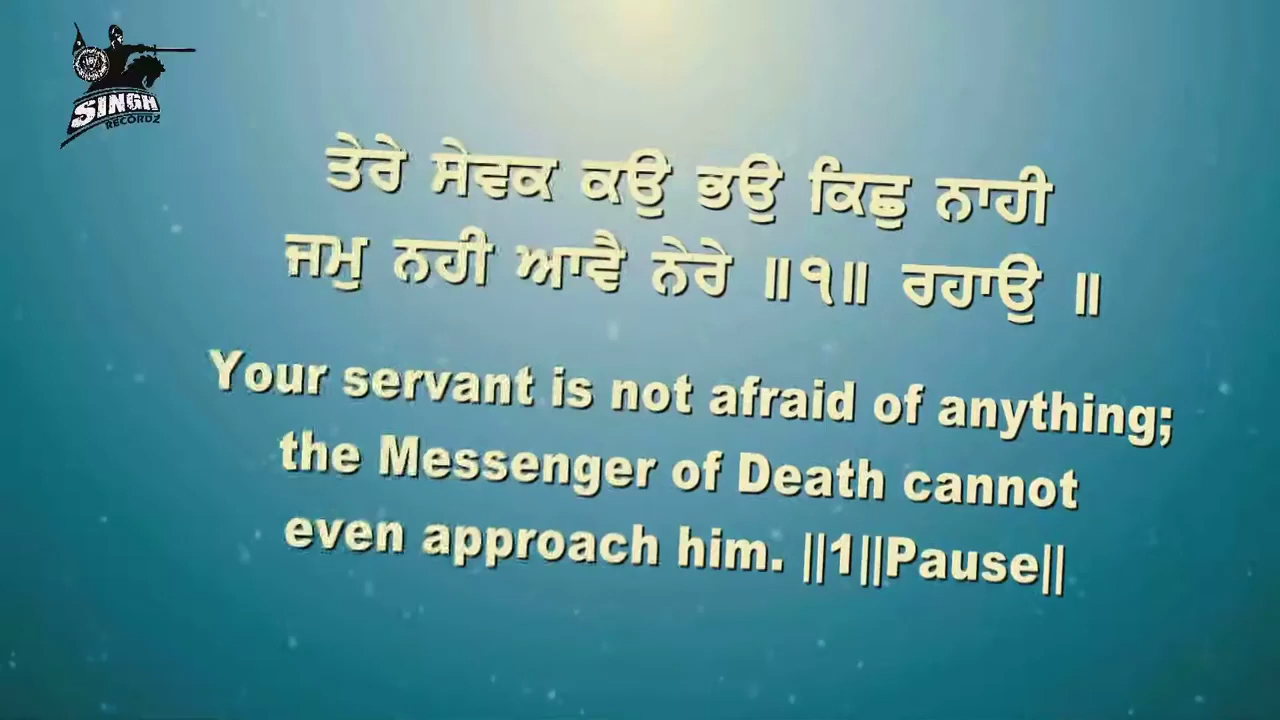 SINGH
RECORDZ
ਤੇਰੇ ਸੇਵਕ ਕਉ ਭਉ ਕਿਛੁ ਨਾਹੀ
ਜਮੁ ਨਹੀ ਆਵੈ ਨੇਰੇ ॥੧॥ ਰਹਾਉ ॥
Your servant is not afraid of anything;
the Messenger of Death cannot
even approach him. ||1||Pause||